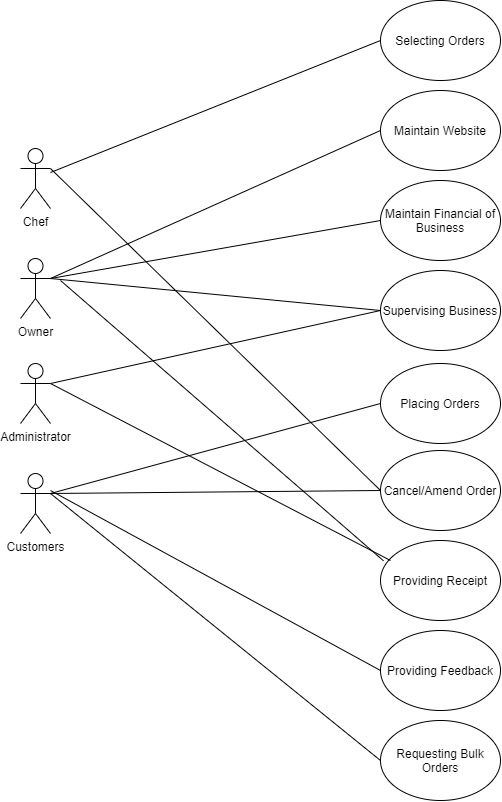 Selecting Orders
Maintain Website
Chef
Maintain Financial of
Business
Supervising Business
Owner
Placing Orders
Administrator
Cancel/Amend Order
Customers
Providing Receipt
Providing Feedback
Requesting Bulk
Orders